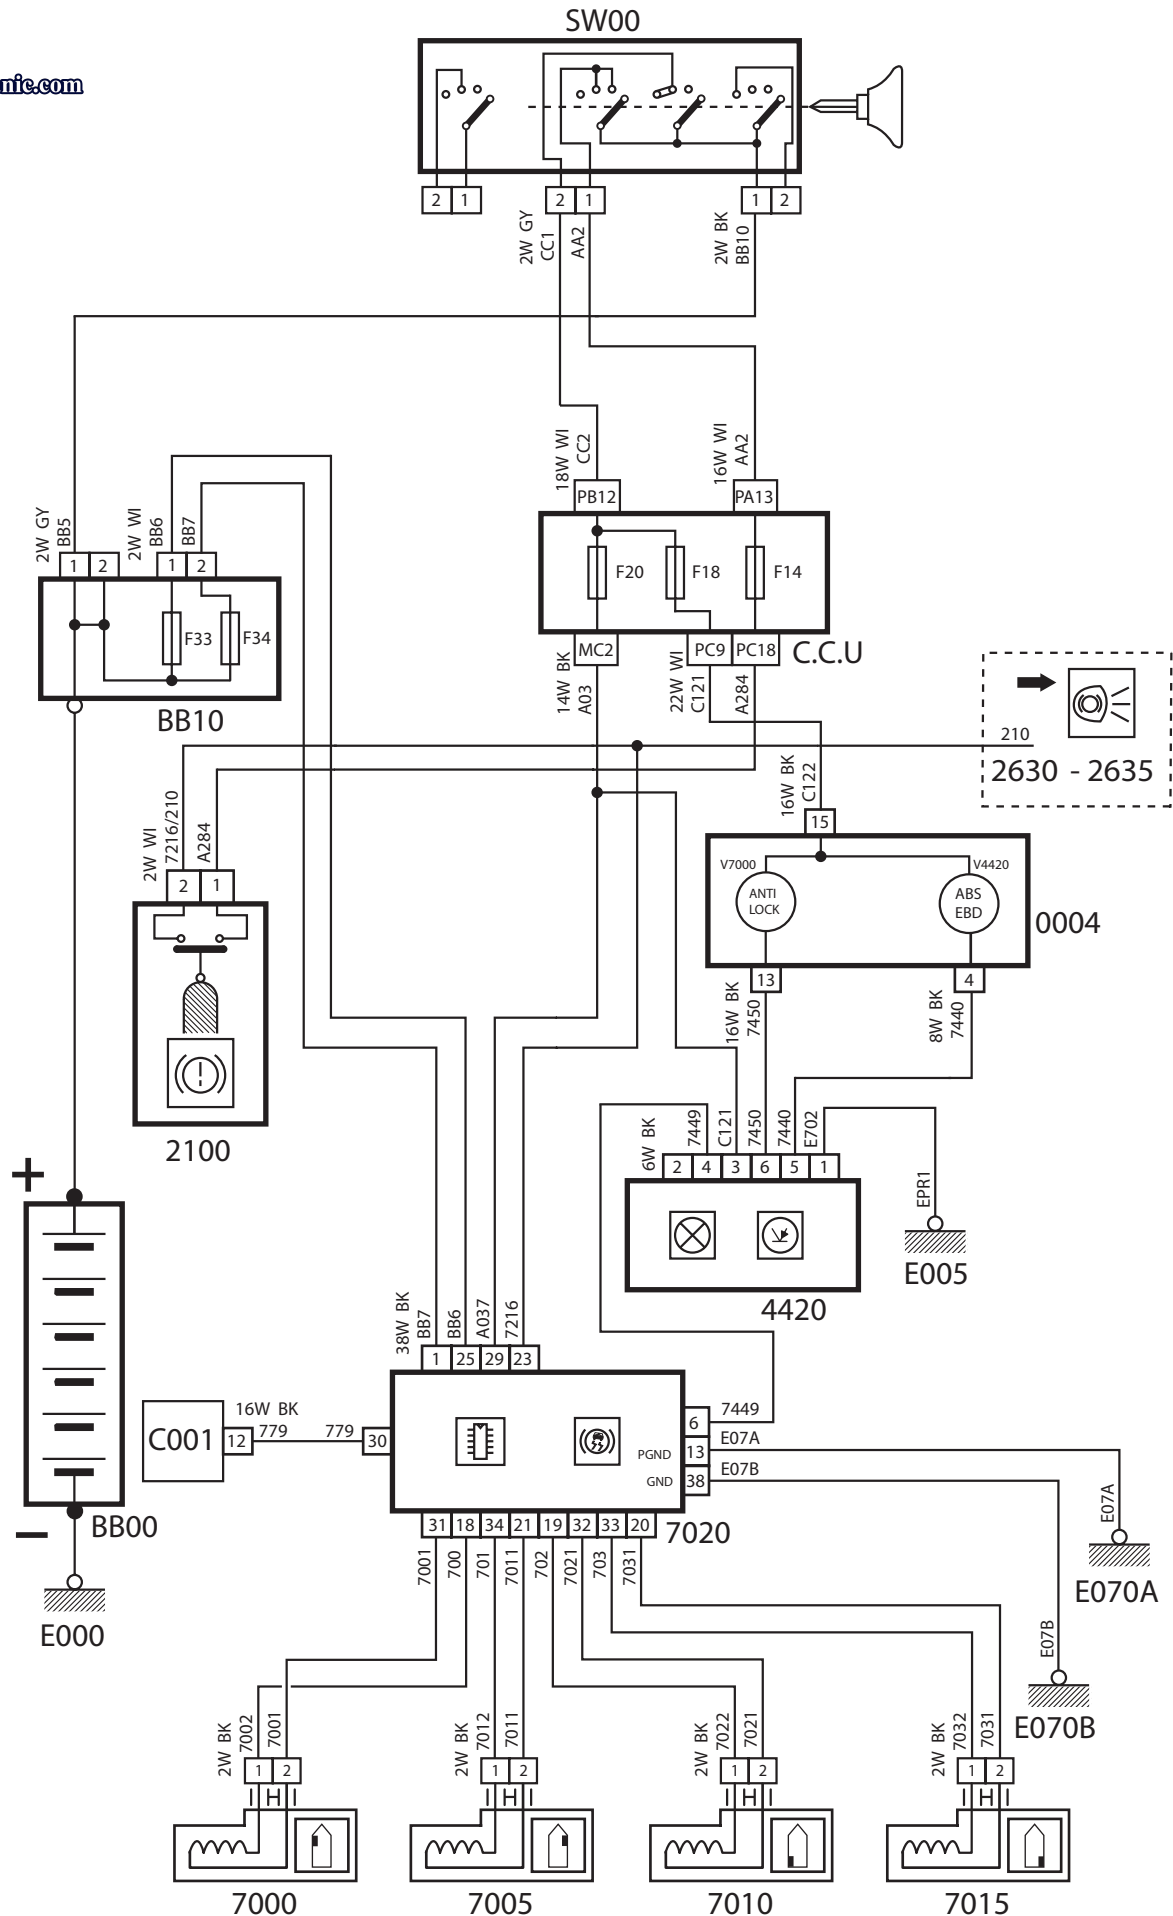 SW00
nic.com
2 1
2 1
1 2
2W GY
CC1
AA2
2W BK
BB10
18W WI
CC2
16W WI
AA2
PB12
PA13
2W GY
BB5
2W WI
BB6
BB7
1 2
1 2
F20
F18
F14
F33
F34
MC2
PC9
PC18
C.C.U
BB10
14W BK
A03
22W WI
C121
A284
210
2630 - 2635
16W BK
C122
2W WI
7216/210
A284
15
2 1
V7000
V4420
ANTI
LOCK
ABS
EBD
0004
13
4
16W BK
7450
8W BK
7440
2100
6W BK
7449
C121
7450
7440
E702
2 4 3 6 5 1
EPR1
+
E005
4420
38W BK
BB7
BB6
A037
7216
1 25 29 23
16W BK
C001
12
779
779
30
6
7449
PGND
13
E07A
GND
38
E07B
E07A
–
BB00
31 18 34 21 19 32 33 20
7020
7001
700
701
7011
702
7021
703
7031
E070A
E000
E07B
E070B
2W BK
7002
7001
2W BK
7012
7011
2W BK
7022
7021
2W BK
7032
7031
1 2
1 2
1 2
1 2
7000
7005
7010
7015